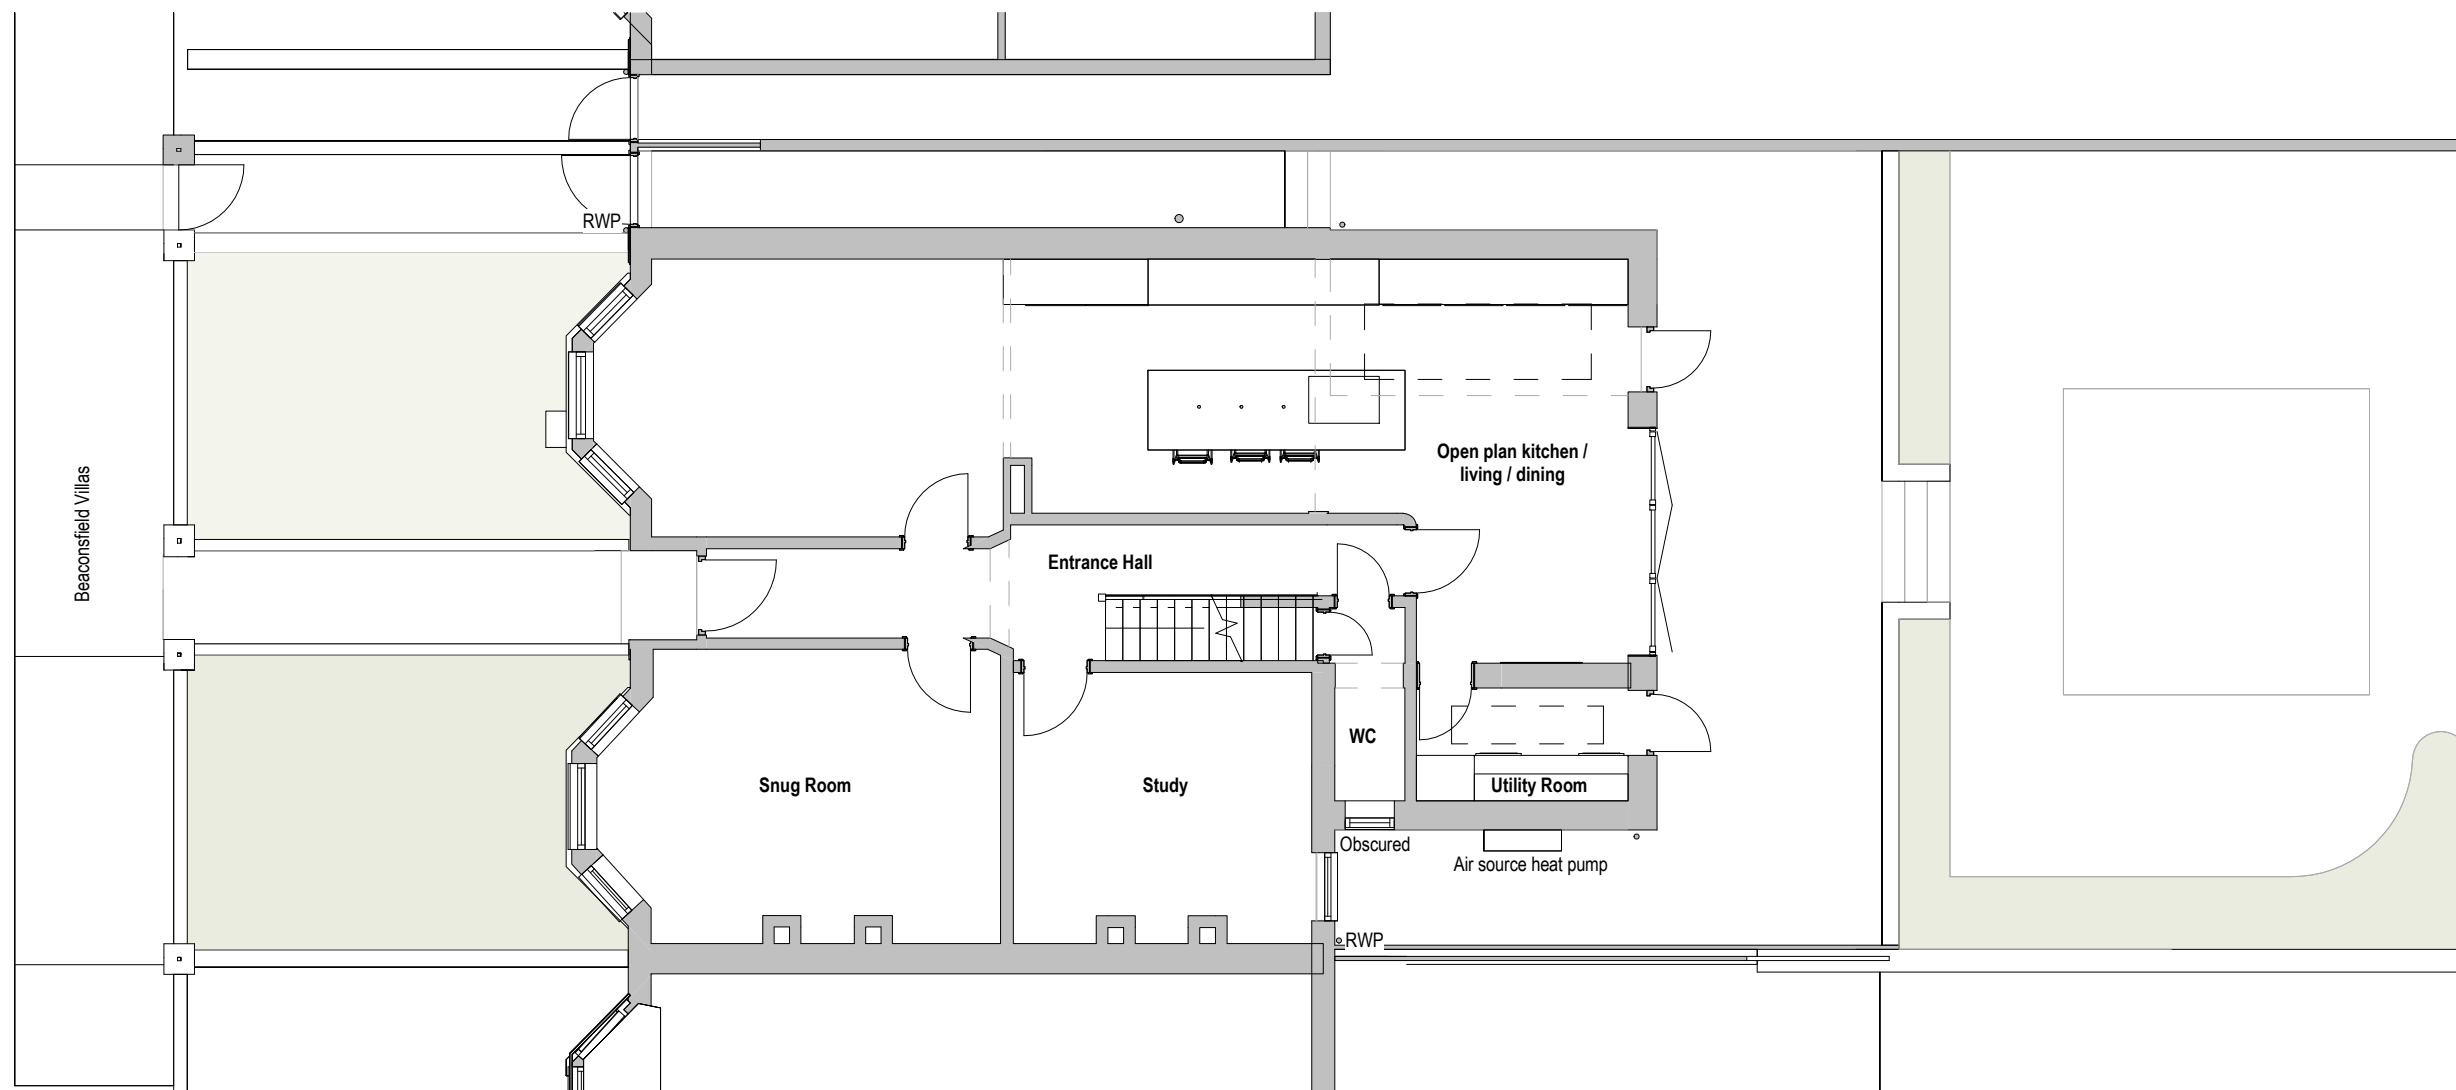 RWP
Beaconsfield Villas
Open plan kitchen /
living / dining
Entrance Hall
WC
Snug Room
Study
Utility Room
Obscured
Air source heat pump
RWP